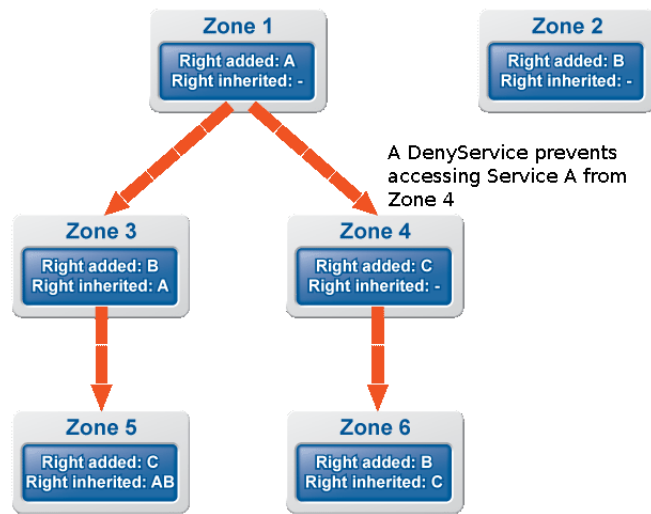 Zone 1
Right added: A
Right inherited: -
Zone 2
Right added: B
Right inherited: -
A DenyService prevents
accessing Service A from
Zone 4
Zone 3
Right added: B
Right inherited: A
Zone 4
Right added: C
Right inherited: -
Zone 5
Right added: C
Right inherited: AB
Zone 6
Right added: B
Right inherited: C